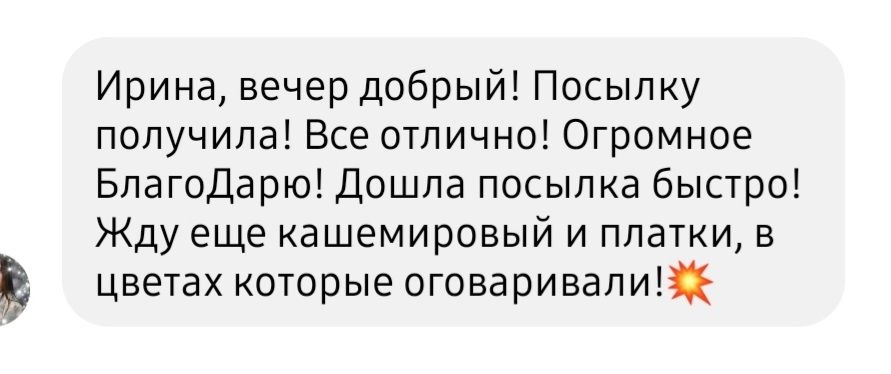 Ирина, вечер добрый! Посылку
получила! Все отлично! Огромное
БлагоДарю! Дошла посылка быстро!
Жду еще кашемировый и платки, в
цветах которые оговаривали!💥